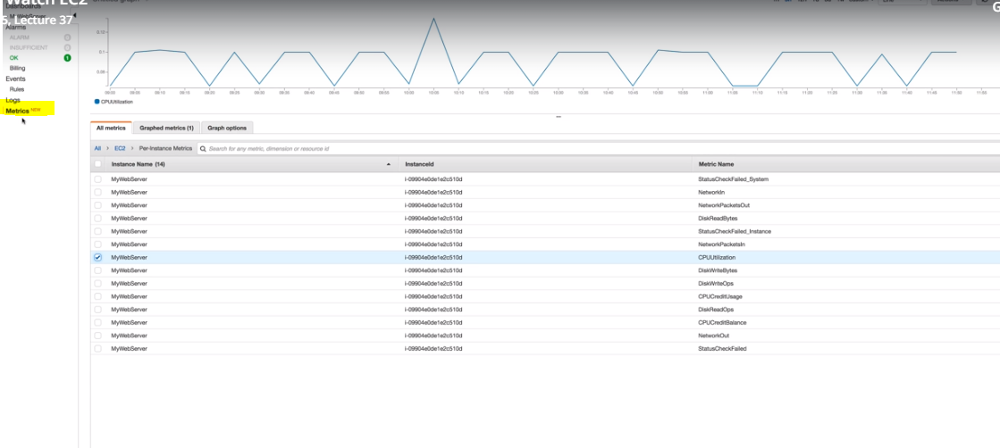 Watch EC2
Dashboards
MyWebServer
5, Lecture 37
Alarms
ALARM
INSUFFICIENT
OK 1
Billing
Events
Rules
Logs
Metrics NEW
0.12
0.1
0.08
09:00 09:05 09:10 09:15 09:20 09:25 09:30 09:35 09:40 09:45 09:50 09:55 10:00 10:05 10:10 10:15 10:20 10:25 10:30 10:35 10:40 10:45 10:50 10:55 11:00 11:05 11:10 11:15 11:20 11:25 11:30 11:35 11:40 11:45 11:50 11:55
CPUUtilization
All metrics Graphed metrics (1) Graph options
All > EC2 > Per-Instance Metrics Search for any metric, dimension or resource id
Instance Name (14) InstanceId Metric Name
MyWebServer i-09904e0de1e2c510d StatusCheckFailed_System
MyWebServer i-09904e0de1e2c510d NetworkIn
MyWebServer i-09904e0de1e2c510d NetworkPacketsOut
MyWebServer i-09904e0de1e2c510d DiskReadBytes
MyWebServer i-09904e0de1e2c510d StatusCheckFailed_Instance
MyWebServer i-09904e0de1e2c510d NetworkPacketsIn
MyWebServer i-09904e0de1e2c510d CPUUtilization
MyWebServer i-09904e0de1e2c510d DiskWriteBytes
MyWebServer i-09904e0de1e2c510d DiskWriteOps
MyWebServer i-09904e0de1e2c510d CPUCreditUsage
MyWebServer i-09904e0de1e2c510d DiskReadOps
MyWebServer i-09904e0de1e2c510d CPUCreditBalance
MyWebServer i-09904e0de1e2c510d NetworkOut
MyWebServer i-09904e0de1e2c510d StatusCheckFailed